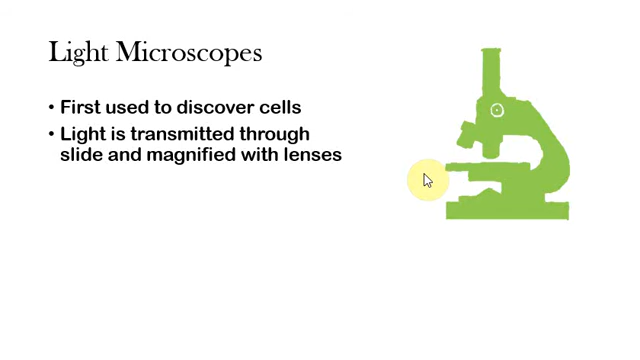 Light Microscopes
• First used to discover cells
• Light is transmitted through
slide and magnified with lenses